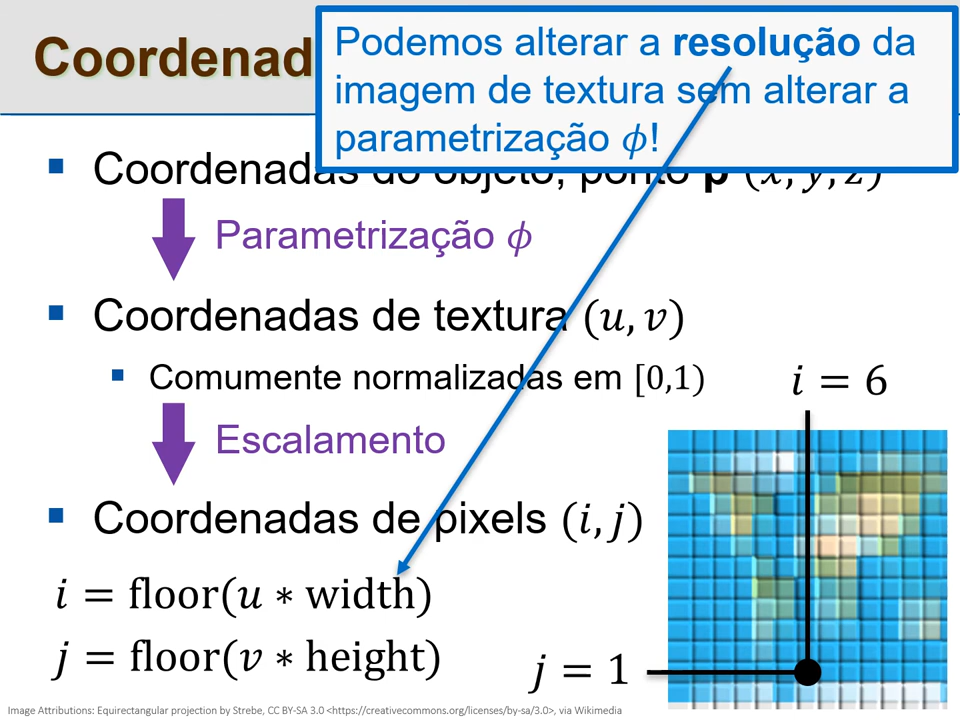 Coordenad
Podemos alterar a resolução da
imagem de textura sem alterar a
parametrização ϕ!
Coordenadas do objeto, ponto p (x, y, z)
Parametrização ϕ
Coordenadas de textura (u, v)
Comumente normalizadas em [0,1)
i = 6
Escalamento
Coordenadas de pixels (i, j)
i = floor(u ∗ width)
j = floor(v ∗ height)
j = 1
Image Attributions: Equirectangular projection by Strebe, CC BY-SA 3.0 <https://creativecommons.org/licenses/by-sa/3.0>, via Wikimedia